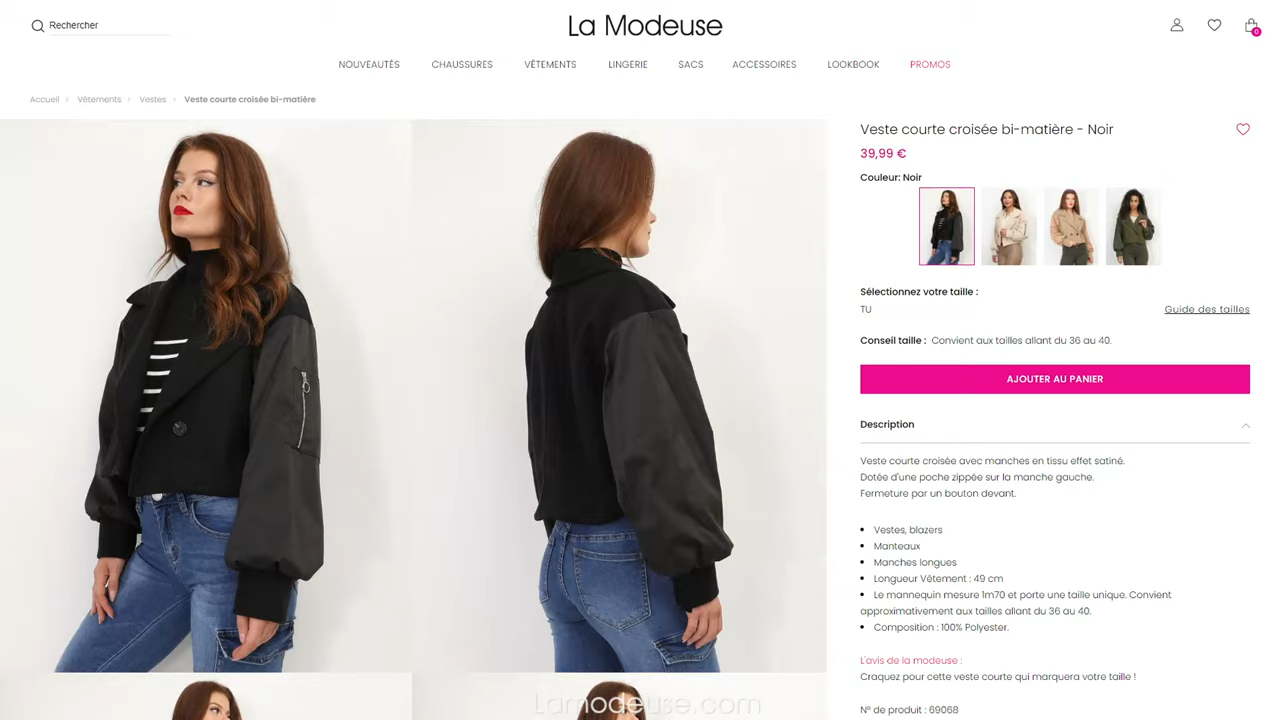 Rechercher
La Modeuse
0
NOUVEAUTÉS CHAUSSURES VÊTEMENTS LINGERIE SACS ACCESSOIRES LOOKBOOK PROMOS
Accueil > Vêtements > Vestes > Veste courte croisée bi-matière
Veste courte croisée bi-matière - Noir
39,99 €
Couleur: Noir
Sélectionnez votre taille :
TU
Guide des tailles
Conseil taille : Convient aux tailles allant du 36 au 40.
AJOUTER AU PANIER
Description
Veste courte croisée avec manches en tissu effet satiné.
Dotée d'une poche zippée sur la manche gauche.
Fermeture par un bouton devant.
• Vestes, blazers
• Manteaux
• Manches longues
• Longueur Vêtement : 49 cm
• Le mannequin mesure 1m70 et porte une taille unique. Convient
approximativement aux tailles allant du 36 au 40.
• Composition : 100% Polyester.
L'avis de la modeuse :
Craquez pour cette veste courte qui marquera votre taille !
N° de produit : 69068
Lamodeuse.com